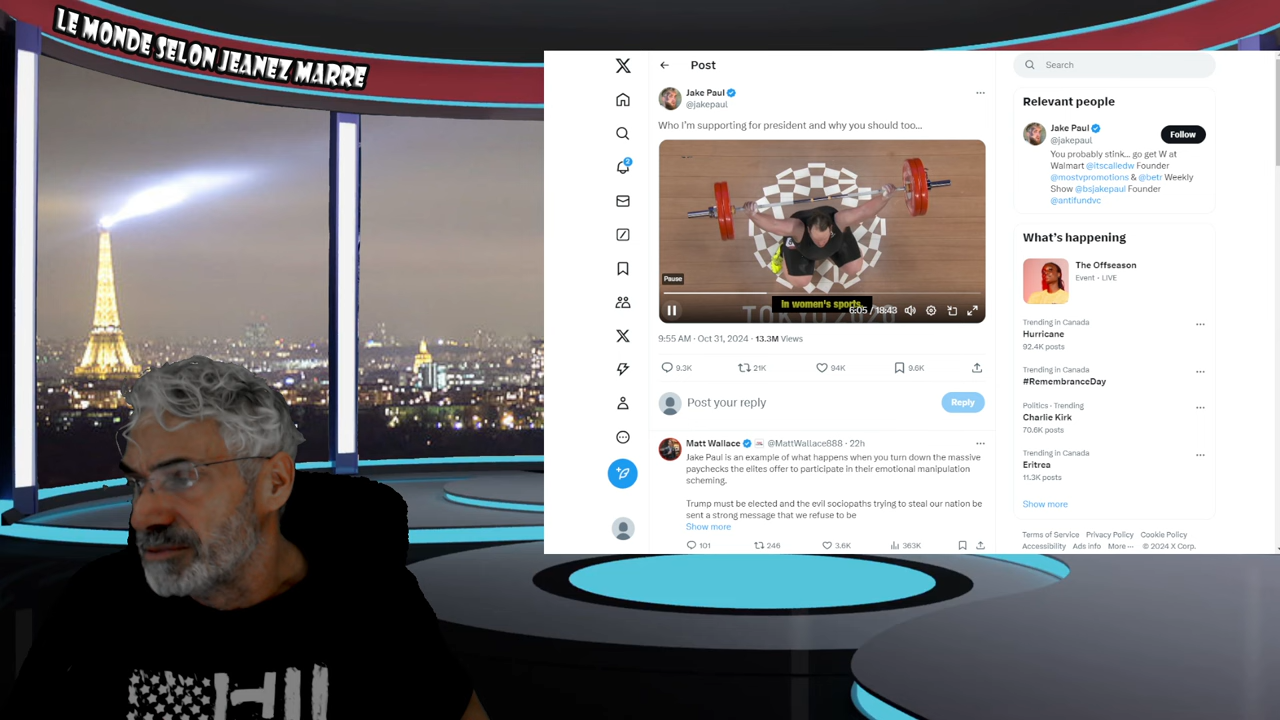 LE MONDE SELON JEANEZ MARRE
Post
Search
Jake Paul
@jakepaul
Who I'm supporting for president and why you should too...
Pause
In women's sports,
TOKYO 2020
6:05 / 18:43
9:55 AM · Oct 31, 2024 · 13.3M Views
9.3K 21K 94K 9.6K
Post your reply
Reply
Matt Wallace @MattWallace888 · 22h
Jake Paul is an example of what happens when you turn down the massive
paychecks the elites offer to participate in their emotional manipulation
scheming.
Trump must be elected and the evil sociopaths trying to steal our nation be
sent a strong message that we refuse to be
Show more
101 246 3.6K 363K
Relevant people
Jake Paul
@jakepaul
Follow
You probably stink... go get W at
Walmart @itscalledw Founder
@mostvpromotions & @betr Weekly
Show @bsjakepaul Founder
@antifundvc
What's happening
The Offseason
Event · LIVE
Trending in Canada
Hurricane
92.4K posts
Trending in Canada
#RemembranceDay
Politics · Trending
Charlie Kirk
70.6K posts
Trending in Canada
Eritrea
11.3K posts
Show more
Terms of Service Privacy Policy Cookie Policy
Accessibility Ads info More ··· © 2024 X Corp.